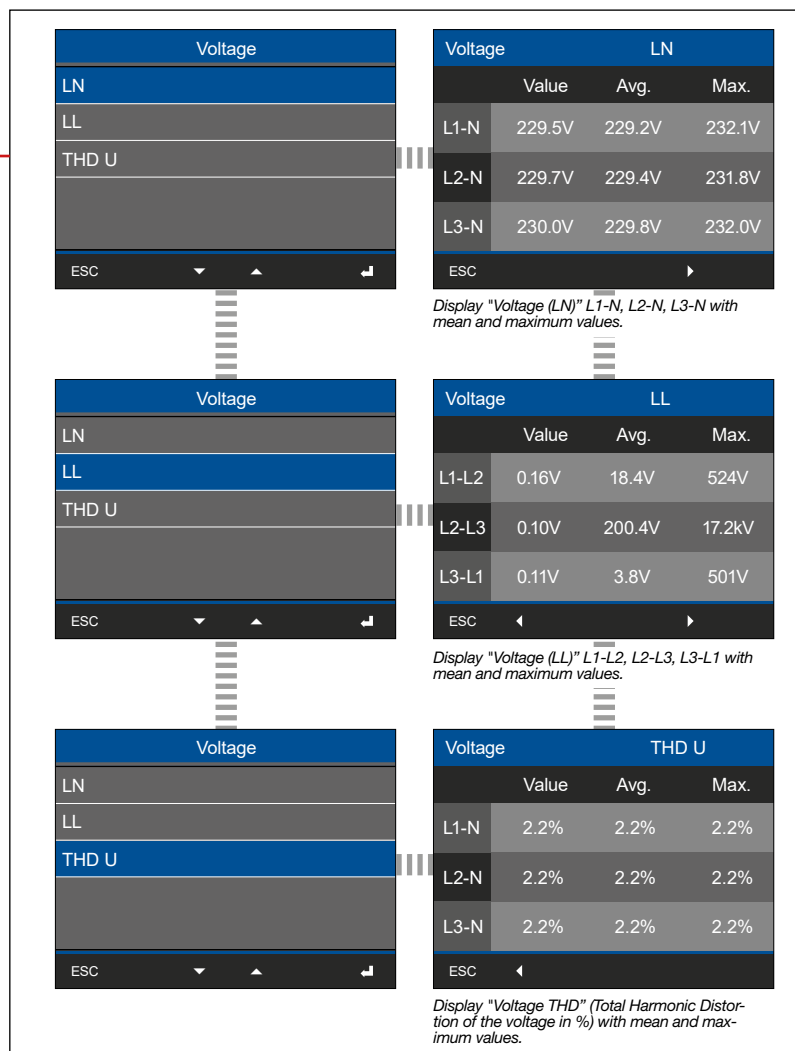 Voltage
LN
LL
THD U
ESC
Voltage LN
Value Avg. Max.
L1-N 229.5V 229.2V 232.1V
L2-N 229.7V 229.4V 231.8V
L3-N 230.0V 229.8V 232.0V
ESC
Display "Voltage (LN)” L1-N, L2-N, L3-N with
mean and maximum values.
Voltage
LN
LL
THD U
ESC
Voltage LL
Value Avg. Max.
L1-L2 0.16V 18.4V 524V
L2-L3 0.10V 200.4V 17.2kV
L3-L1 0.11V 3.8V 501V
ESC
Display "Voltage (LL)” L1-L2, L2-L3, L3-L1 with
mean and maximum values.
Voltage
LN
LL
THD U
ESC
Voltage THD U
Value Avg. Max.
L1-N 2.2% 2.2% 2.2%
L2-N 2.2% 2.2% 2.2%
L3-N 2.2% 2.2% 2.2%
ESC
Display "Voltage THD” (Total Harmonic Distor-
tion of the voltage in %) with mean and max-
imum values.